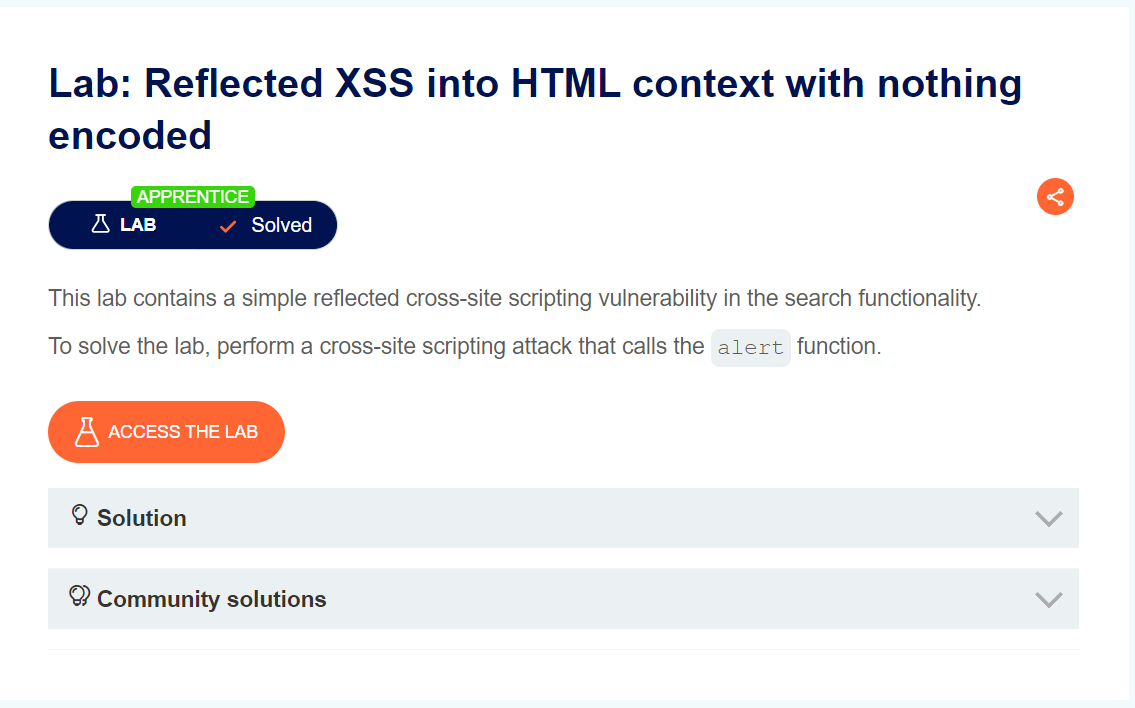 Lab: Reflected XSS into HTML context with nothing
encoded
APPRENTICE
LAB Solved
This lab contains a simple reflected cross-site scripting vulnerability in the search functionality.
To solve the lab, perform a cross-site scripting attack that calls the alert function.
ACCESS THE LAB
Solution
Community solutions